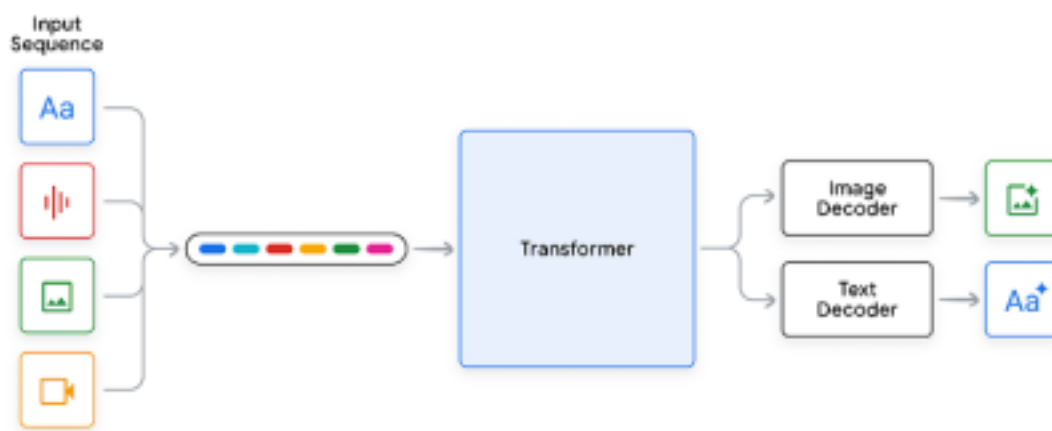 Input
Sequence
Aa
Transformer
Image
Decoder
Text
Decoder
Aa